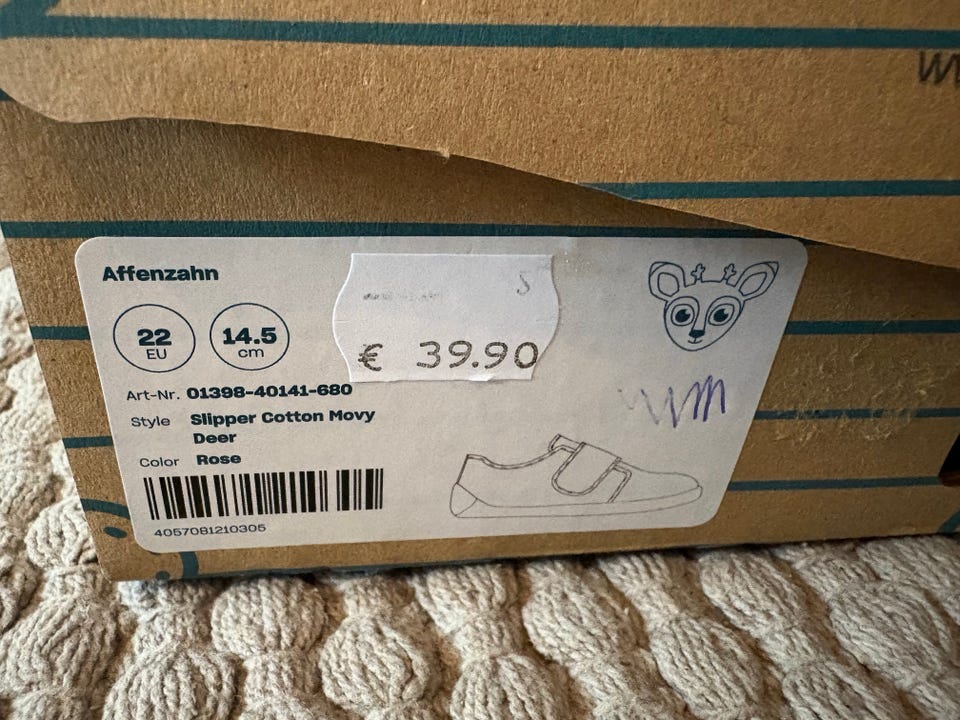 Affenzahn
22
EU
14.5
cm
€ 39.90
Art-Nr. 01398-40141-680
Style Slipper Cotton Movy
Deer
Color Rose
4057081210305